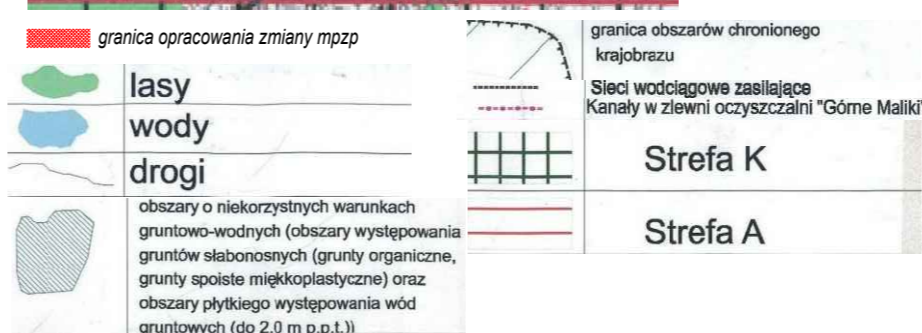 granica opracowania zmiany mpzp
lasy
wody
drogi
obszary o niekorzystnych warunkach
gruntowo-wodnych (obszary występowania
gruntów słabonosnych (grunty organiczne,
grunty spoiste miękkoplastyczne) oraz
obszary płytkiego występowania wód
gruntowych (do 2,0 m p.p.t.))
granica obszarów chronionego
krajobrazu
Sieci wodciągowe zasilające
Kanały w zlewni oczyszczalni "Górne Maliki"
Strefa K
Strefa A